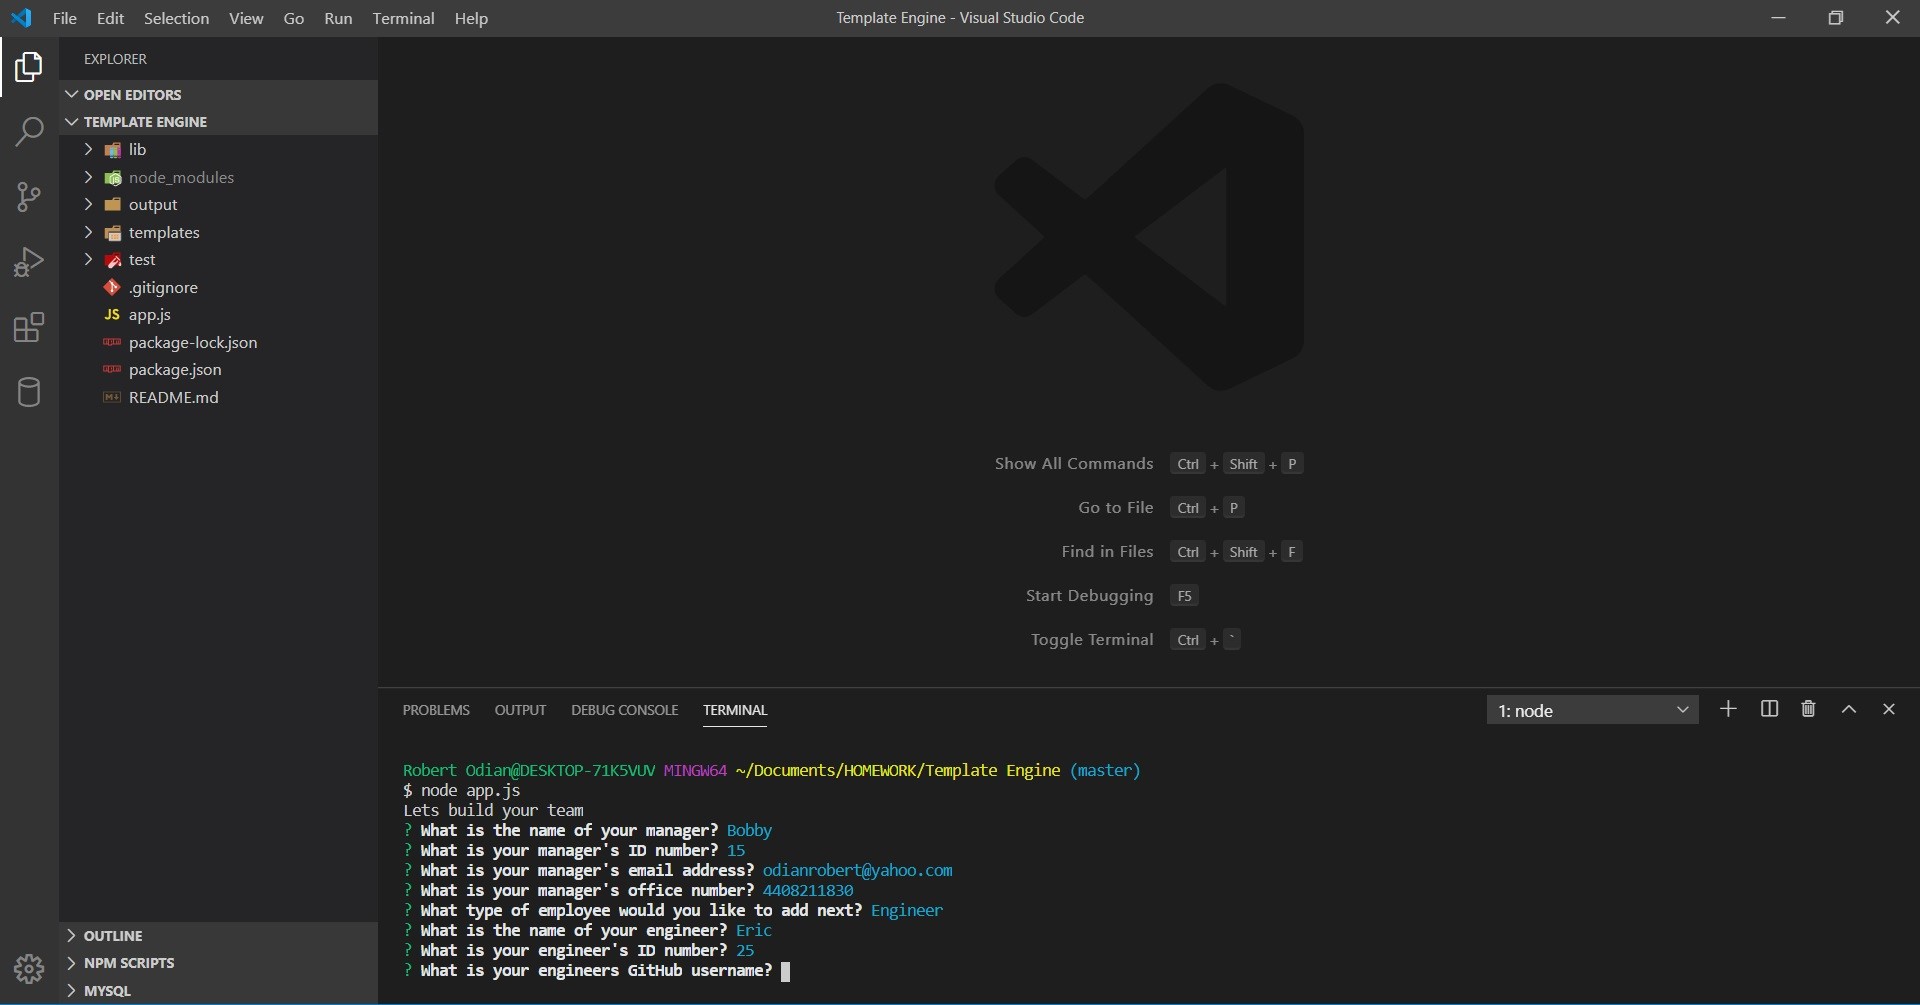 File Edit Selection View Go Run Terminal Help
Template Engine - Visual Studio Code
EXPLORER
OPEN EDITORS
TEMPLATE ENGINE
lib
node_modules
output
templates
test
.gitignore
JS app.js
package-lock.json
package.json
README.md
OUTLINE
NPM SCRIPTS
MYSQL
Show All Commands Ctrl + Shift + P
Go to File Ctrl + P
Find in Files Ctrl + Shift + F
Start Debugging F5
Toggle Terminal Ctrl + `
PROBLEMS OUTPUT DEBUG CONSOLE TERMINAL
1: node
Robert Odian@DESKTOP-71K5VUV MINGW64 ~/Documents/HOMEWORK/Template Engine (master)
$ node app.js
Lets build your team
? What is the name of your manager? Bobby
? What is your manager's ID number? 15
? What is your manager's email address? odianrobert@yahoo.com
? What is your manager's office number? 4408211830
? What type of employee would you like to add next? Engineer
? What is the name of your engineer? Eric
? What is your engineer's ID number? 25
? What is your engineers GitHub username?